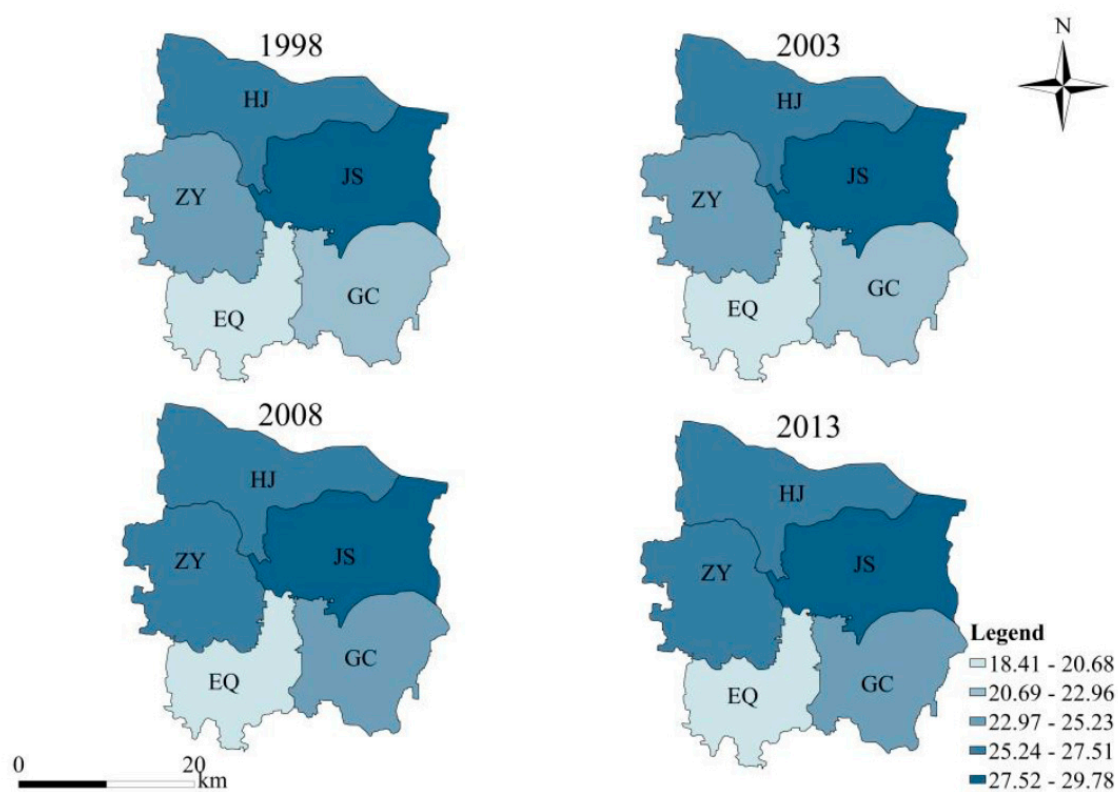 1998
HJ
JS
ZY
GC
EQ
2003
HJ
JS
ZY
GC
EQ
N
2008
HJ
JS
ZY
GC
EQ
2013
HJ
JS
ZY
GC
EQ
Legend
18.41 - 20.68
20.69 - 22.96
22.97 - 25.23
25.24 - 27.51
27.52 - 29.78
0 20
km